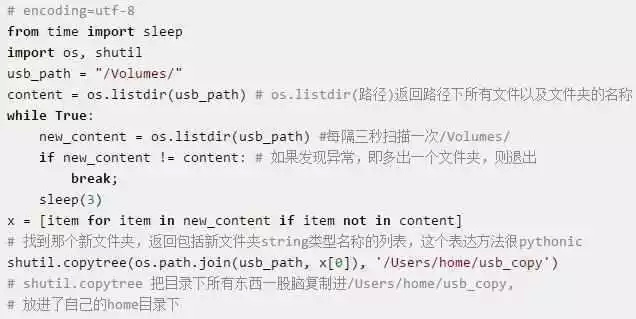 # encoding=utf-8
from time import sleep
import os, shutil
usb_path = "/Volumes/"
content = os.listdir(usb_path) # os.listdir(路径)返回路径下所有文件以及文件夹的名称
while True:
    new_content = os.listdir(usb_path) #每隔三秒扫描一次/Volumes/
    if new_content != content: # 如果发现异常，即多出一个文件夹，则退出
        break;
    sleep(3)
x = [item for item in new_content if item not in content]
# 找到那个新文件夹，返回包括新文件夹string类型名称的列表，这个表达方法很pythonic
shutil.copytree(os.path.join(usb_path, x[0]), '/Users/home/usb_copy')
# shutil.copytree 把目录下所有东西一股脑复制进/Users/home/usb_copy,
# 放进了自己的home目录下